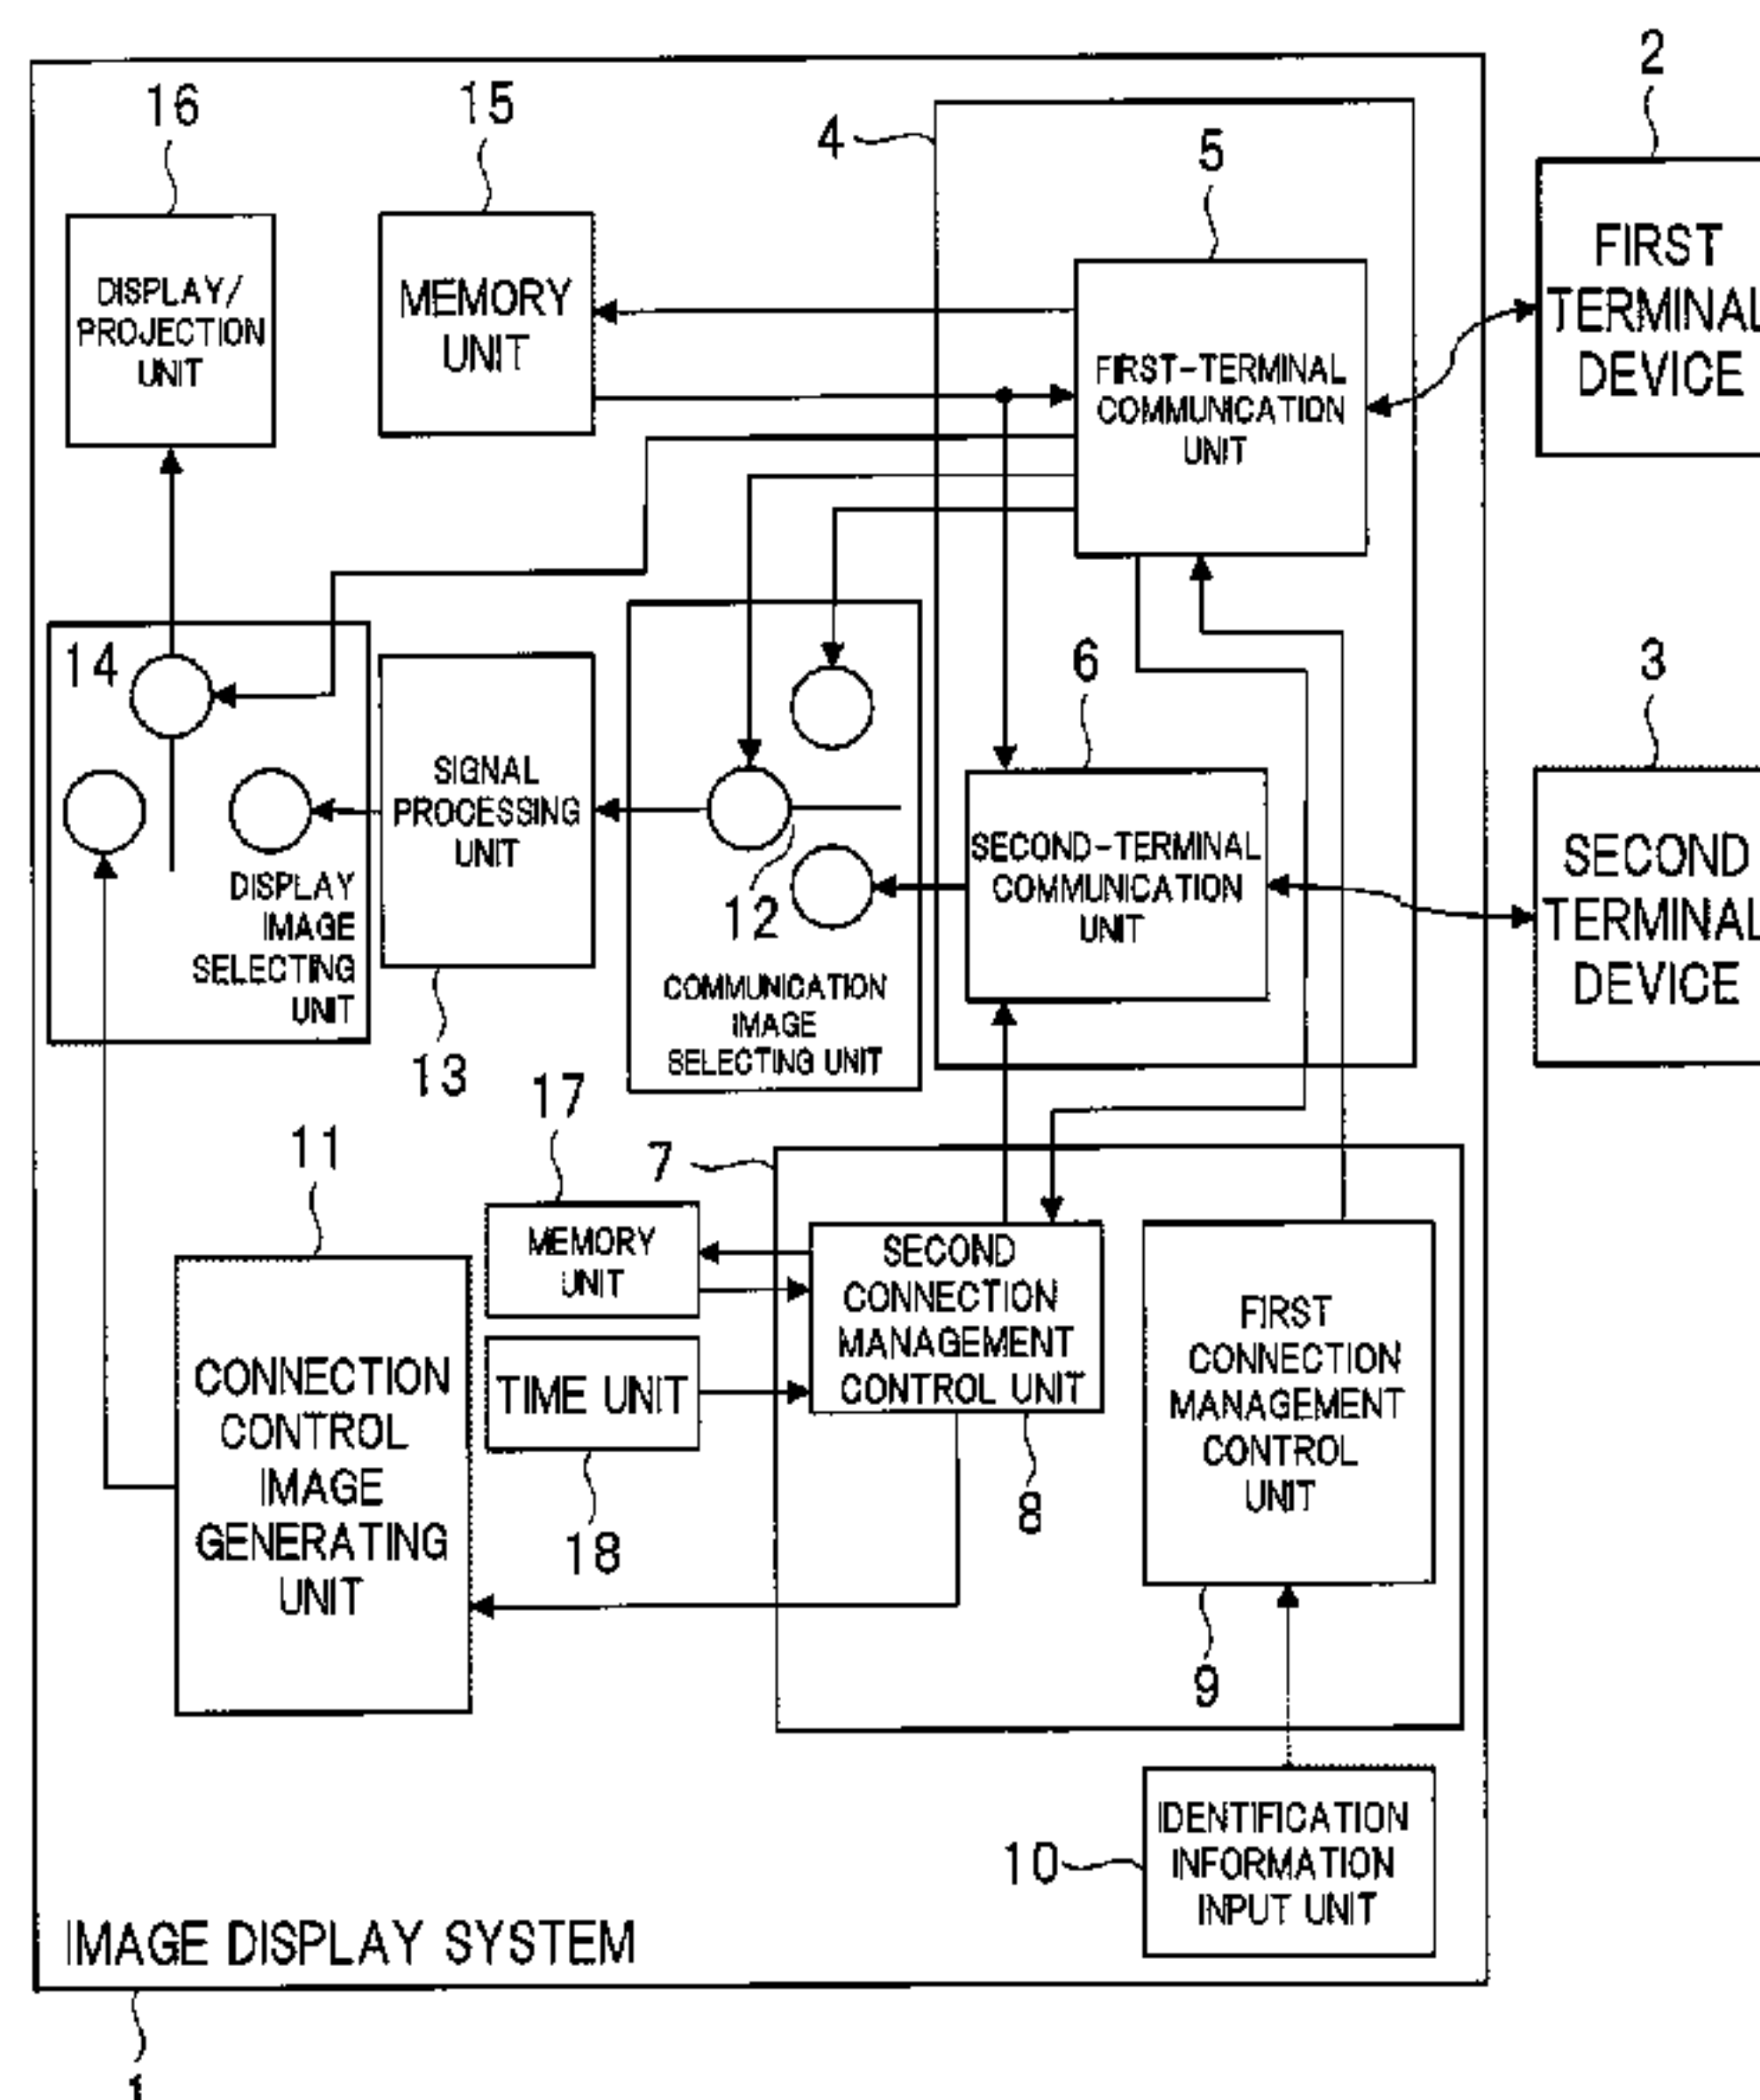 2
16
15
4
5
DISPLAY/
PROJECTION
UNIT
MEMORY
UNIT
FIRST-TERMINAL
COMMUNICATION
UNIT
FIRST
TERMINAL
DEVICE
14
6
3
SIGNAL
PROCESSING
UNIT
DISPLAY
IMAGE
SELECTING
UNIT
12
SECOND-TERMINAL
COMMUNICATION
UNIT
SECOND
TERMINAL
DEVICE
COMMUNICATION
IMAGE
SELECTING UNIT
13
17
11
7
MEMORY
UNIT
SECOND
CONNECTION
MANAGEMENT
CONTROL UNIT
FIRST
CONNECTION
MANAGEMENT
CONTROL
UNIT
CONNECTION
CONTROL
IMAGE
GENERATING
UNIT
TIME UNIT
18
8
9
10
IDENTIFICATION
INFORMATION
INPUT UNIT
IMAGE DISPLAY SYSTEM
1